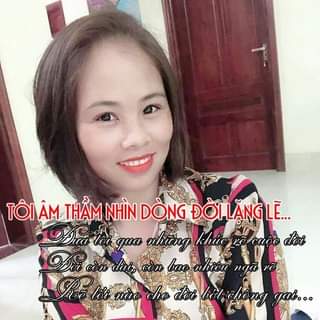 TÔI ÂM THẦM NHÌN DÒNG ĐỜI LẶNG LẼ...
Đưa lối qua những khúc rẽ cuộc đời
Đời còn dài, còn bao nhiêu ngã rẽ
Rẽ lối nào cho đời bớt chông gai...